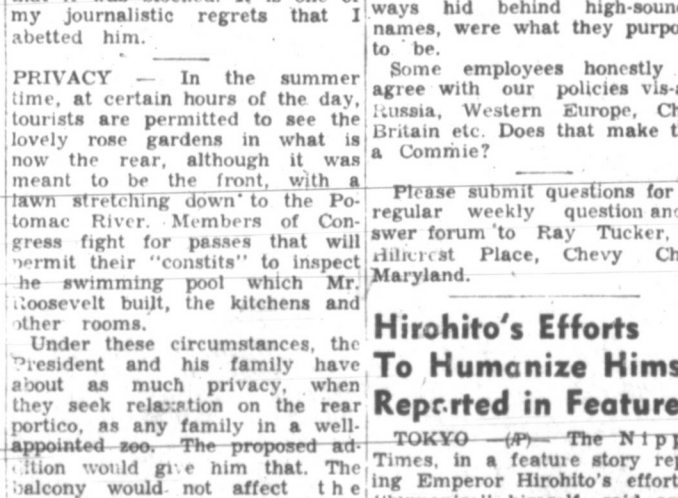 my journalistic regrets that I
abetted him.
PRIVACY — In the summer
time, at certain hours of the day,
tourists are permitted to see the
lovely rose gardens in what is
now the rear, although it was
meant to be the front, with a
lawn stretching down to the Po-
tomac River. Members of Con-
gress fight for passes that will
permit their "constits" to inspect
he swimming pool which Mr.
Roosevelt built, the kitchens and
other rooms.
Under these circumstances, the
President and his family have
about as much privacy, when
they seek relaxation on the rear
portico, as any family in a well-
appointed zoo. The proposed ad-
dition would give him that. The
balcony would not affect the
ways hid behind high-soun
names, were what they purpo
to be.
Some employees honestly
agree with our policies vis-a
Russia, Western Europe, Ch
Britain etc. Does that make t
a Commie?
Please submit questions for
regular weekly question an
swer forum to Ray Tucker,
Hillcrest Place, Chevy Ch
Maryland.
Hirohito's Efforts
To Humanize Hims
Reported in Feature
TOKYO —(AP)— The Nipp
Times, in a feature story rep
ing Emperor Hirohito's effort